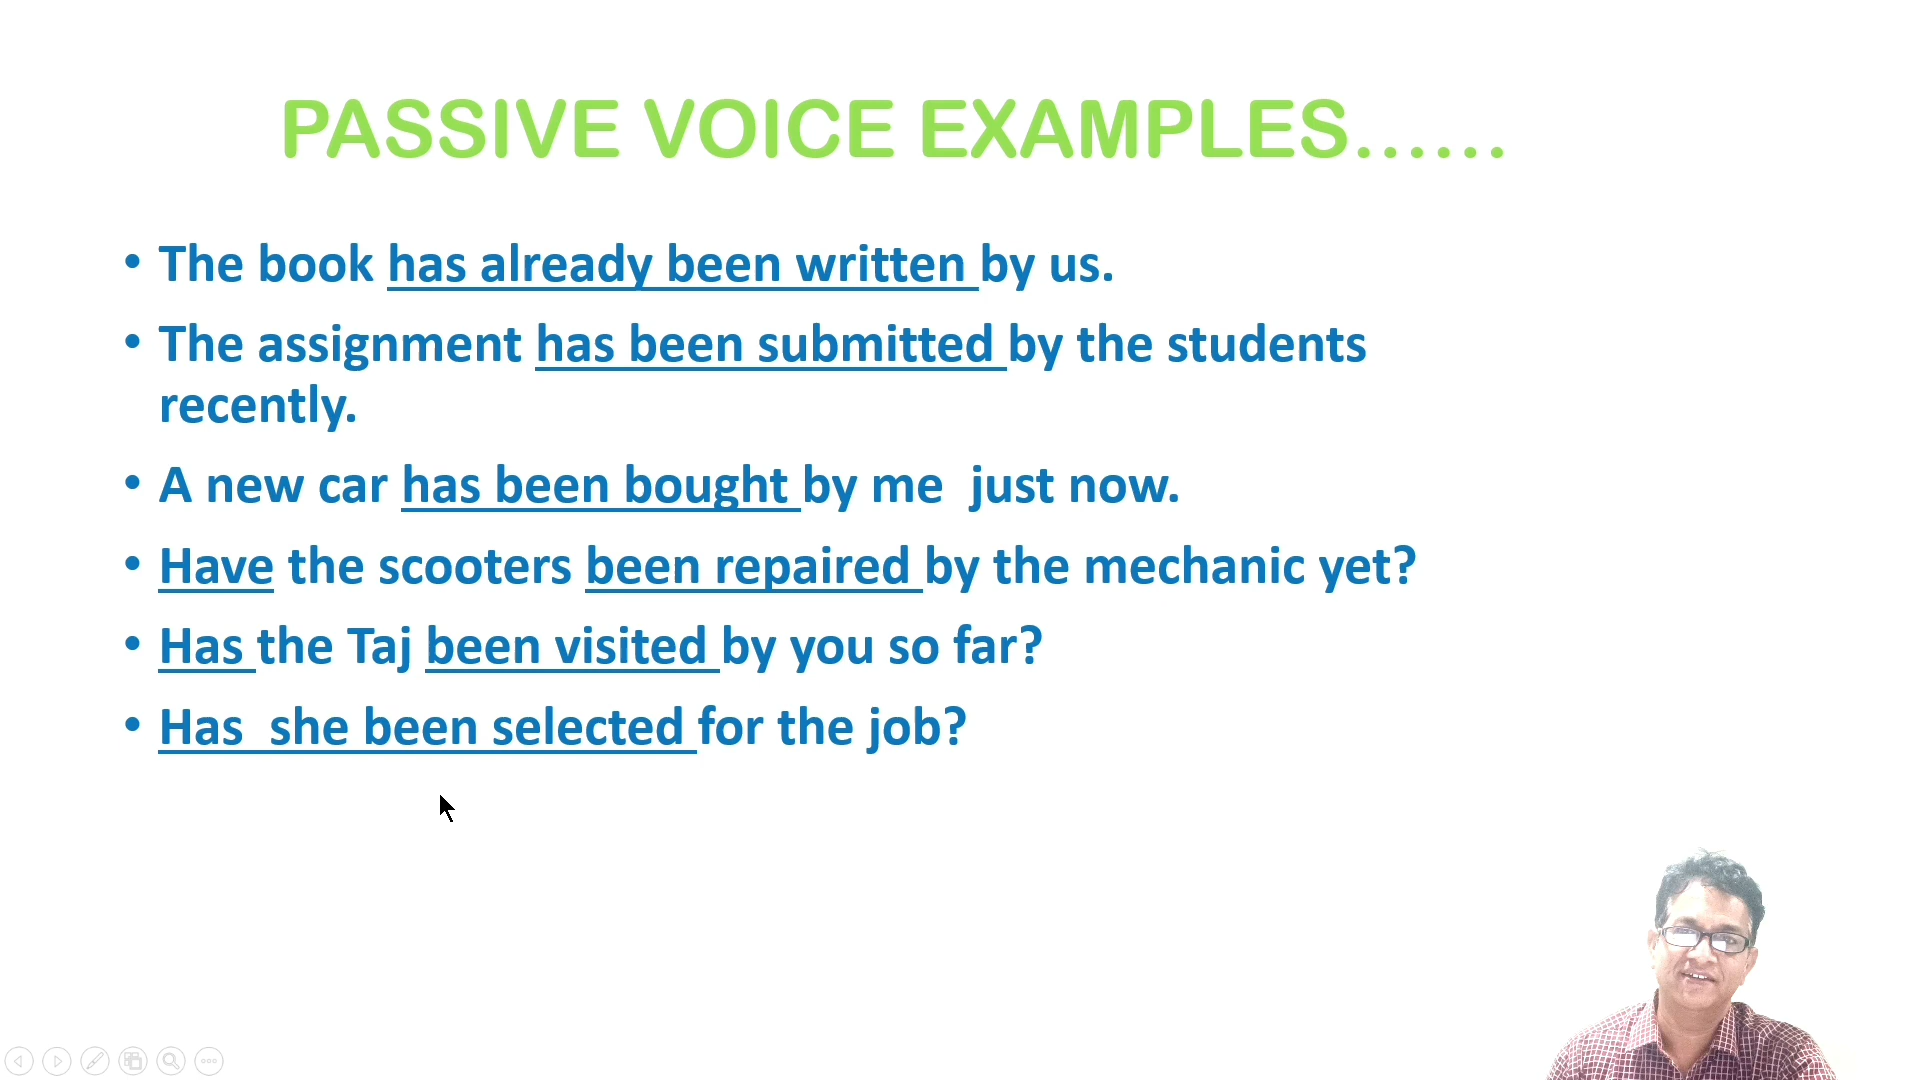 PASSIVE VOICE EXAMPLES......
• The book has already been written by us.
• The assignment has been submitted by the students
recently.
• A new car has been bought by me  just now.
• Have the scooters been repaired by the mechanic yet?
• Has the Taj been visited by you so far?
• Has  she been selected for the job?